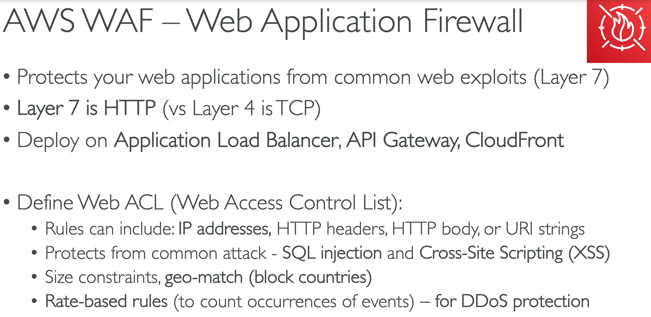 AWS WAF – Web Application Firewall
• Protects your web applications from common web exploits (Layer 7)
• Layer 7 is HTTP (vs Layer 4 is TCP)
• Deploy on Application Load Balancer, API Gateway, CloudFront
• Define Web ACL (Web Access Control List):
• Rules can include: IP addresses, HTTP headers, HTTP body, or URI strings
• Protects from common attack - SQL injection and Cross-Site Scripting (XSS)
• Size constraints, geo-match (block countries)
• Rate-based rules (to count occurrences of events) – for DDoS protection